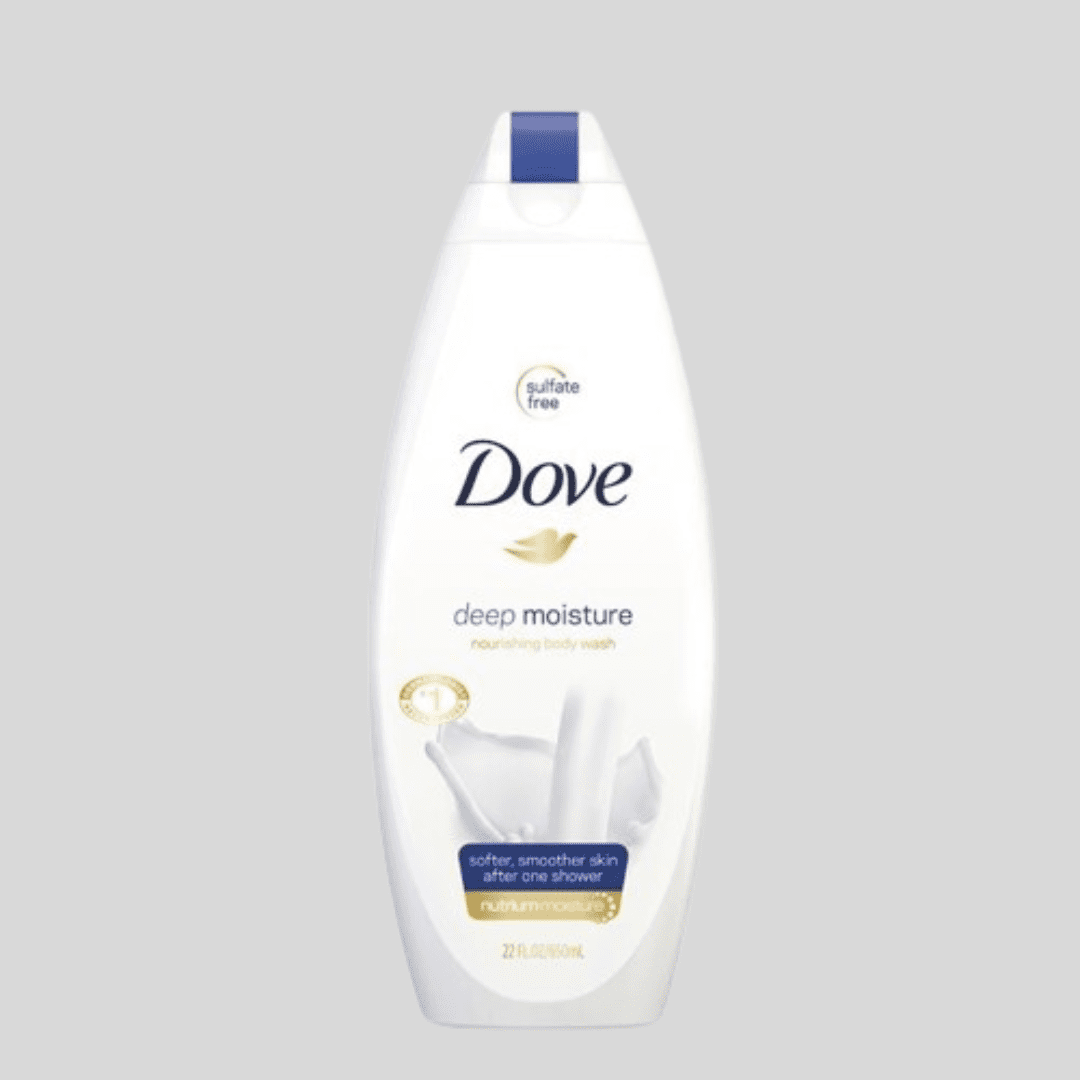 sulfate
free
Dove
deep moisture
nourishing body wash
#1
softer, smoother skin
after one shower
nutriummoisture
22 FL OZ/650mL